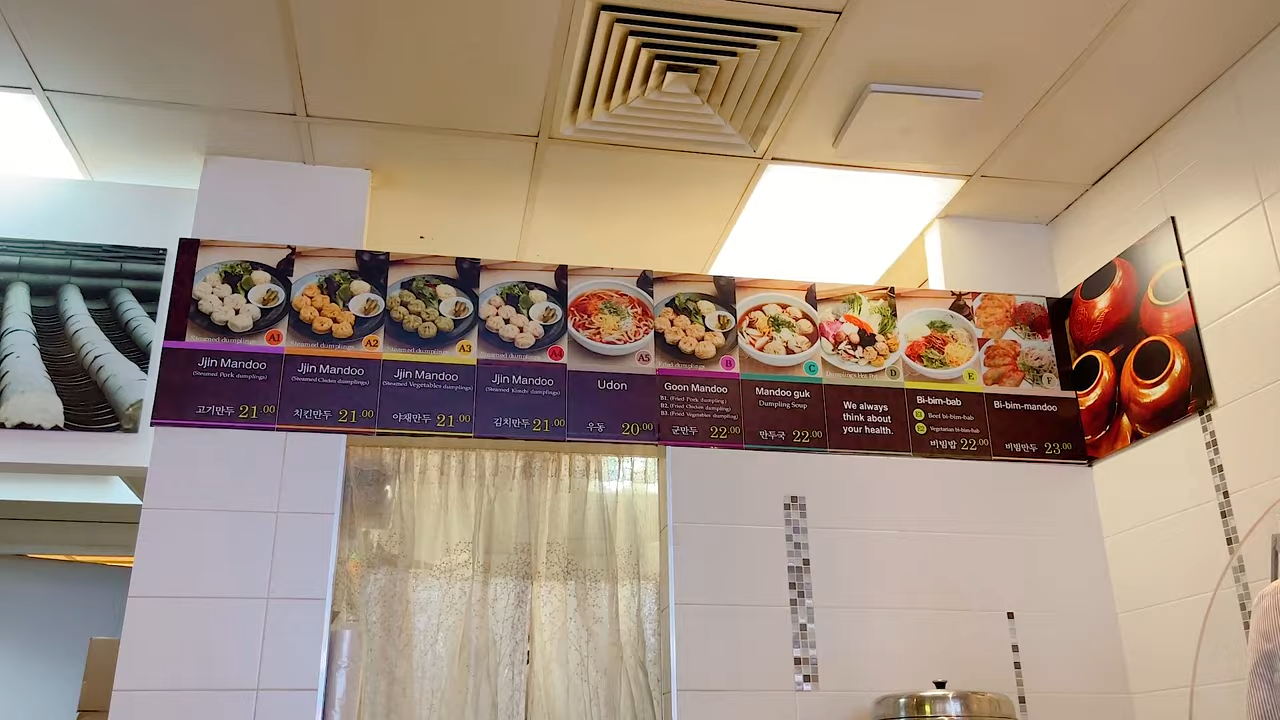 Steamed dumplings
A1
Jjin Mandoo
(Steamed Pork dumplings)
고기만두 21.00
Steamed dumplings
A2
Jjin Mandoo
(Steamed Chicken dumplings)
치킨만두 21.00
Steamed dumplings
A3
Jjin Mandoo
(Steamed Vegetables dumplings)
야채만두 21.00
Steamed dumplings
A4
Jjin Mandoo
(Steamed Kimchi dumplings)
김치만두 21.00
A5
Udon
우동 20.00
B
Goon Mandoo
B1. (Fried Pork dumpling)
B2. (Fried Chicken dumpling)
B3. (Fried Vegetables dumpling)
군만두 22.00
C
Mandoo guk
Dumpling Soup
만두국 22.00
Dumpling's Hot Pot
D
We always
think about
your health.
E
Bi-bim-bab
Beef bi-bim-bab
Vegetarian bi-bim-bab
비빔밥 22.00
F
Bi-bim-mandoo
비빔만두 23.00